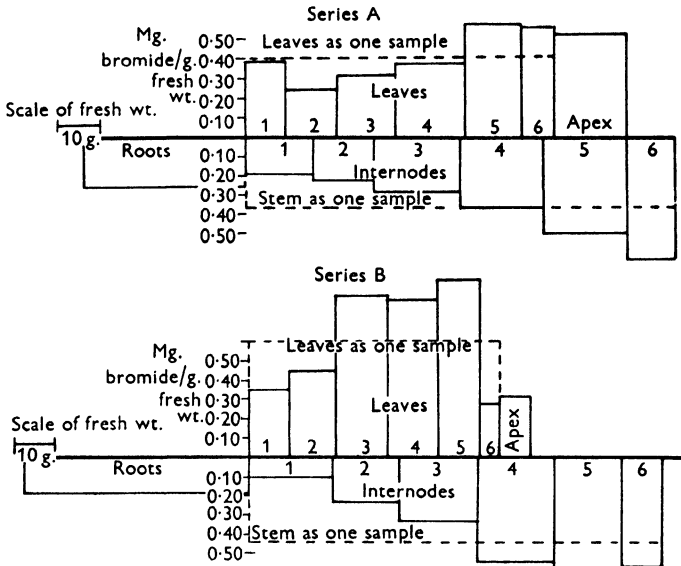 Series A
Mg.
bromide/g.
fresh
wt.
0·50
0·40
0·30
0·20
0·10
Leaves as one sample
Leaves
1 2 3 4 5 6 Apex
Scale of fresh wt.
10 g.
Roots
1 2 3 4 5 6
0·10
0·20
0·30
0·40
0·50
Internodes
Stem as one sample
Series B
Mg.
bromide/g.
fresh
wt.
0·50
0·40
0·30
0·20
0·10
Leaves as one sample
Leaves
1 2 3 4 5 6 Apex
Scale of fresh wt.
10 g.
Roots
1 2 3 4 5 6
0·10
0·20
0·30
0·40
0·50
Internodes
Stem as one sample